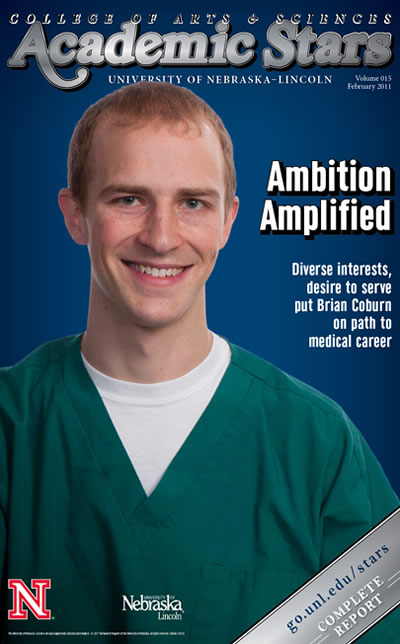 COLLEGE OF ARTS & SCIENCES
Academic Stars
UNIVERSITY OF NEBRASKA–LINCOLN
Volume 015
February 2011
Ambition
Amplified
Diverse interests,
desire to serve
put Brian Coburn
on path to
medical career
go.unl.edu/stars
COMPLETE
REPORT
N
UNIVERSITY OF
Nebraska
Lincoln